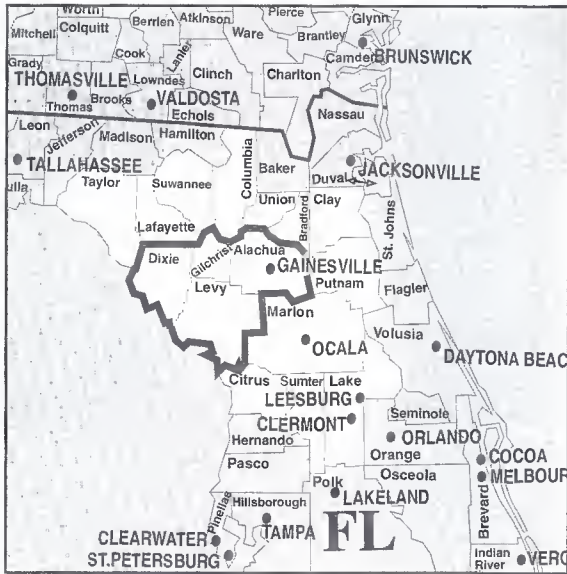 Worth
Pierce
Glynn
Berrien
Atkinson
Mitchell
Colquitt
Ware
Brantley
Cook
Lanier
Camden
BRUNSWICK
Grady
THOMASVILLE
Lowndes
Clinch
Charlton
Thomas
Brooks
VALDOSTA
Echols
Nassau
Leon
Jefferson
Madison
Hamilton
TALLAHASSEE
Columbia
Baker
JACKSONVILLE
Duval
ulla
Taylor
Suwannee
Union
Bradford
Clay
St. Johns
Lafayette
Dixie
Gilchrist
Alachua
GAINESVILLE
Levy
Putnam
Flagler
Marion
Volusia
OCALA
DAYTONA BEAC
Citrus
Sumter
Lake
LEESBURG
CLERMONT
Seminole
Hernando
ORLANDO
Orange
COCOA
Pasco
Osceola
MELBOUR
Polk
LAKELAND
Brevard
Pinellas
Hillsborough
TAMPA
FL
CLEARWATER
ST.PETERSBURG
Indian
River
VERO